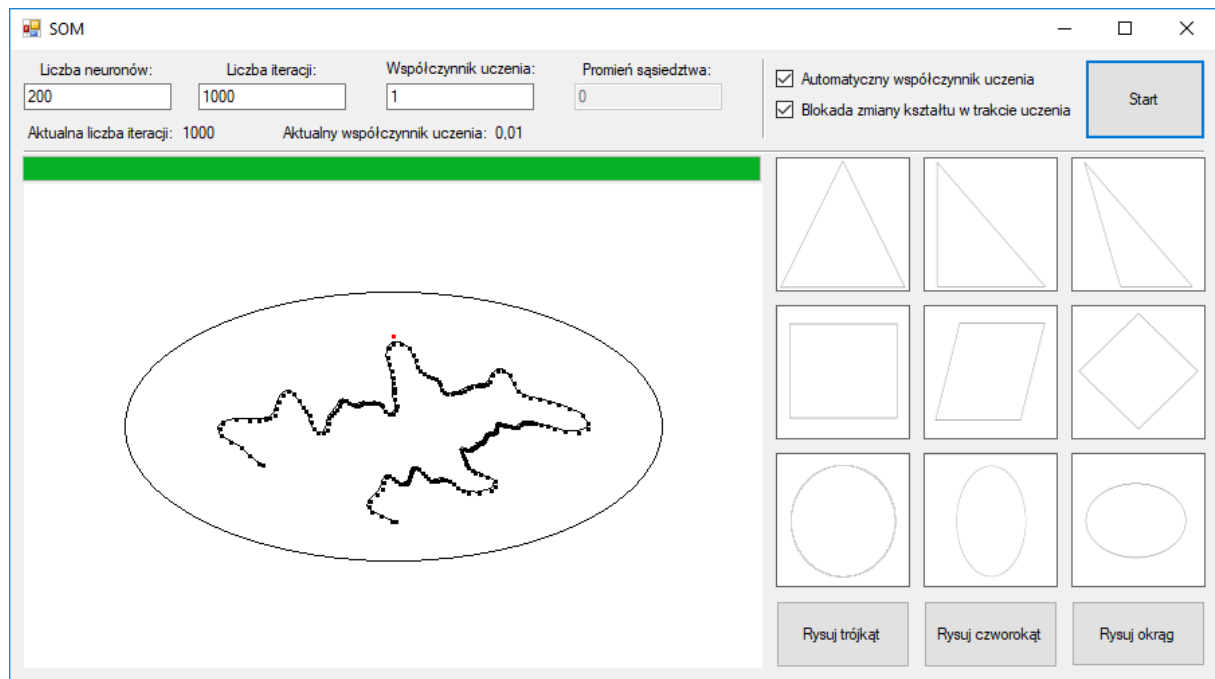 SOM
Liczba neuronów: Liczba iteracji: Współczynnik uczenia: Promień sąsiedztwa:
200 1000 1 0
Aktualna liczba iteracji: 1000 Aktualny współczynnik uczenia: 0,01
Automatyczny współczynnik uczenia
Blokada zmiany kształtu w trakcie uczenia
Start
Rysuj trójkąt Rysuj czworokąt Rysuj okrąg